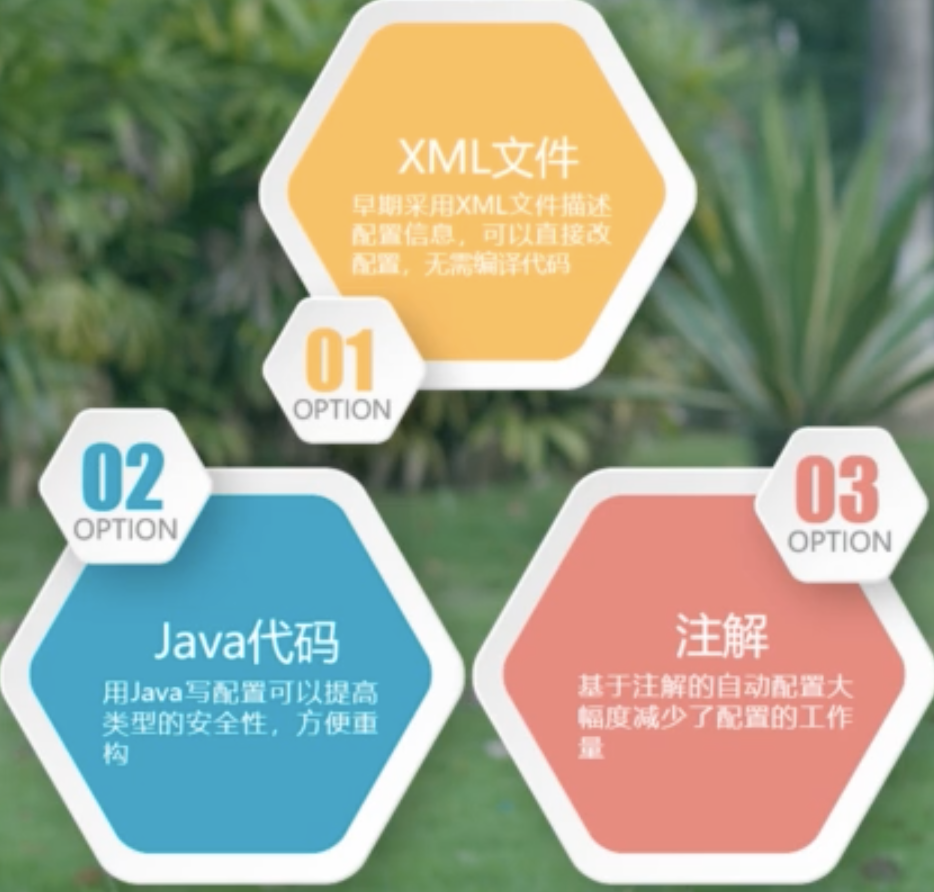 XML文件
早期采用XML文件描述
配置信息，可以直接改
配置，无需编译代码
01
OPTION
02
OPTION
Java代码
用Java写配置可以提高
类型的安全性，方便重
构
03
OPTION
注解
基于注解的自动配置大
幅度减少了配置的工作
量